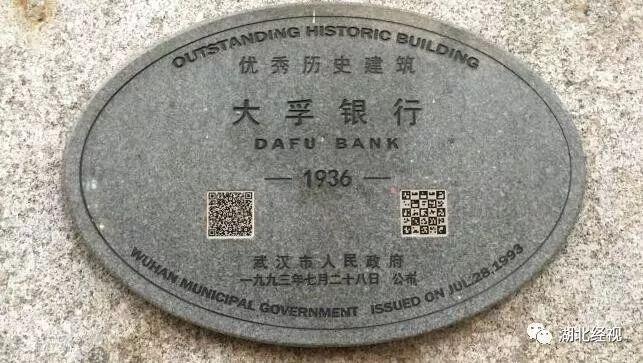 OUTSTANDING HISTORIC BUILDING
优秀历史建筑
大孚银行
DAFU BANK
— 1936 —
武汉市人民政府
一九九三年七月二十八日 公布
WUHAN MUNICIPAL GOVERNMENT ISSUED ON JUL.28.1993
湖北经视